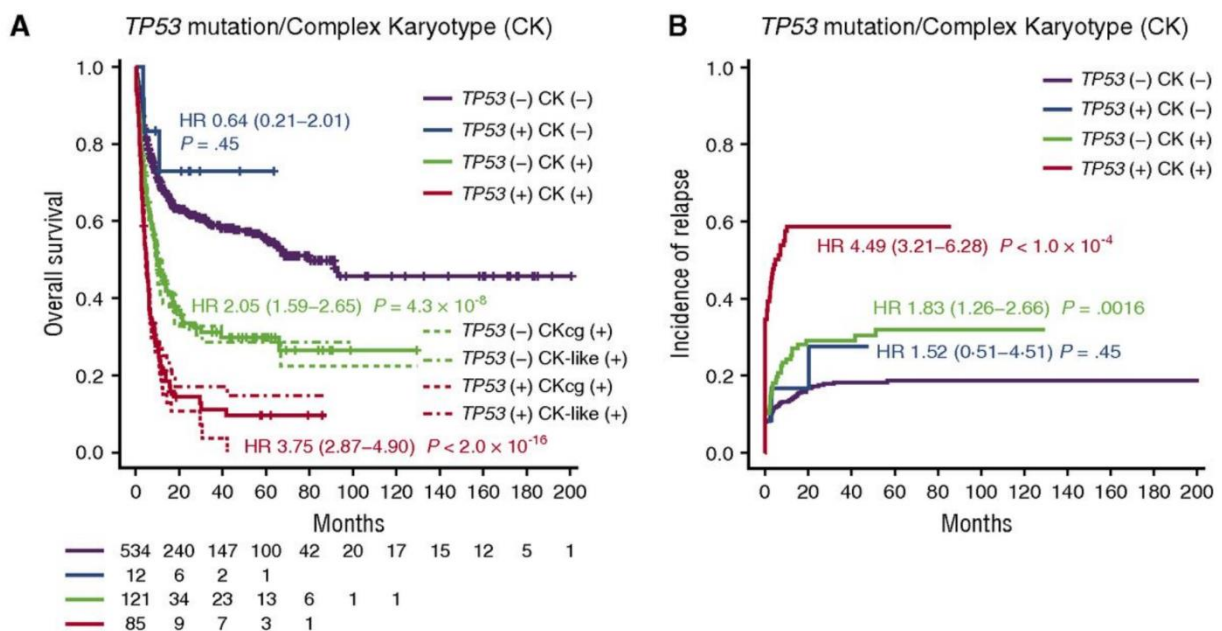 A
TP53 mutation/Complex Karyotype (CK)
Overall survival
1.0
0.8
0.6
0.4
0.2
0.0
HR 0.64 (0.21–2.01)
P = .45
TP53 (–) CK (–)
TP53 (+) CK (–)
TP53 (–) CK (+)
TP53 (+) CK (+)
HR 2.05 (1.59–2.65) P = 4.3 × 10-8
TP53 (–) CKcg (+)
TP53 (–) CK-like (+)
TP53 (+) CKcg (+)
TP53 (+) CK-like (+)
HR 3.75 (2.87–4.90) P < 2.0 × 10-16
0 20 40 60 80 100 120 140 160 180 200
Months
534 240 147 100 42 20 17 15 12 5 1
12 6 2 1
121 34 23 13 6 1 1
85 9 7 3 1
B
TP53 mutation/Complex Karyotype (CK)
Incidence of relapse
1.0
0.8
0.6
0.4
0.2
0.0
TP53 (–) CK (–)
TP53 (+) CK (–)
TP53 (–) CK (+)
TP53 (+) CK (+)
HR 4.49 (3.21–6.28) P < 1.0 × 10-4
HR 1.83 (1.26–2.66) P = .0016
HR 1.52 (0·51–4·51) P = .45
0 20 40 60 80 100 120 140 160 180 200
Months